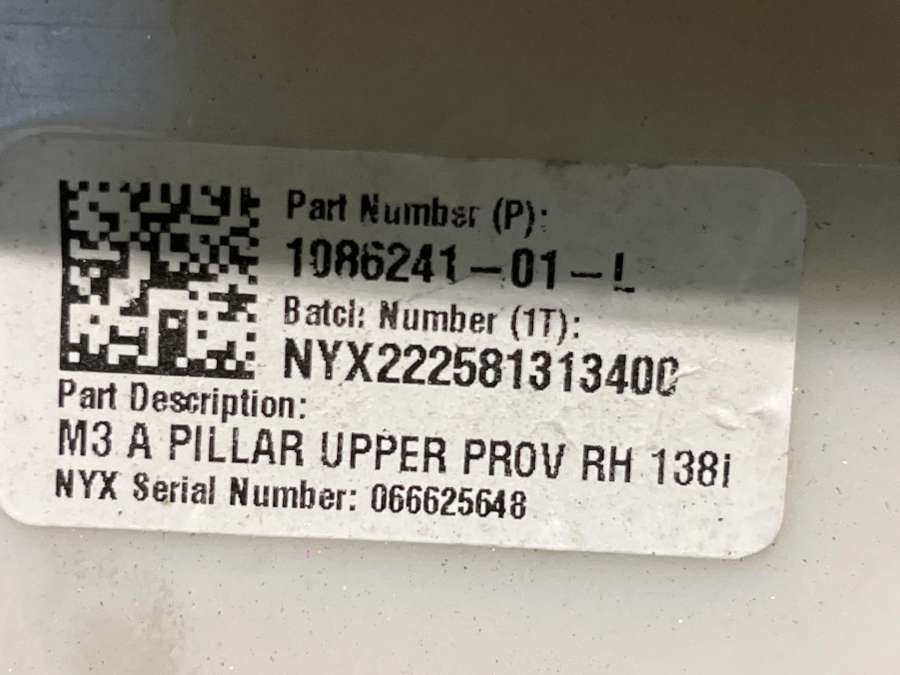 Part Number (P):
1086241-01-L
Batch Number (1T):
NYX222581313400
Part Description:
M3 A PILLAR UPPER PROV RH 138i
NYX Serial Number: 066625648